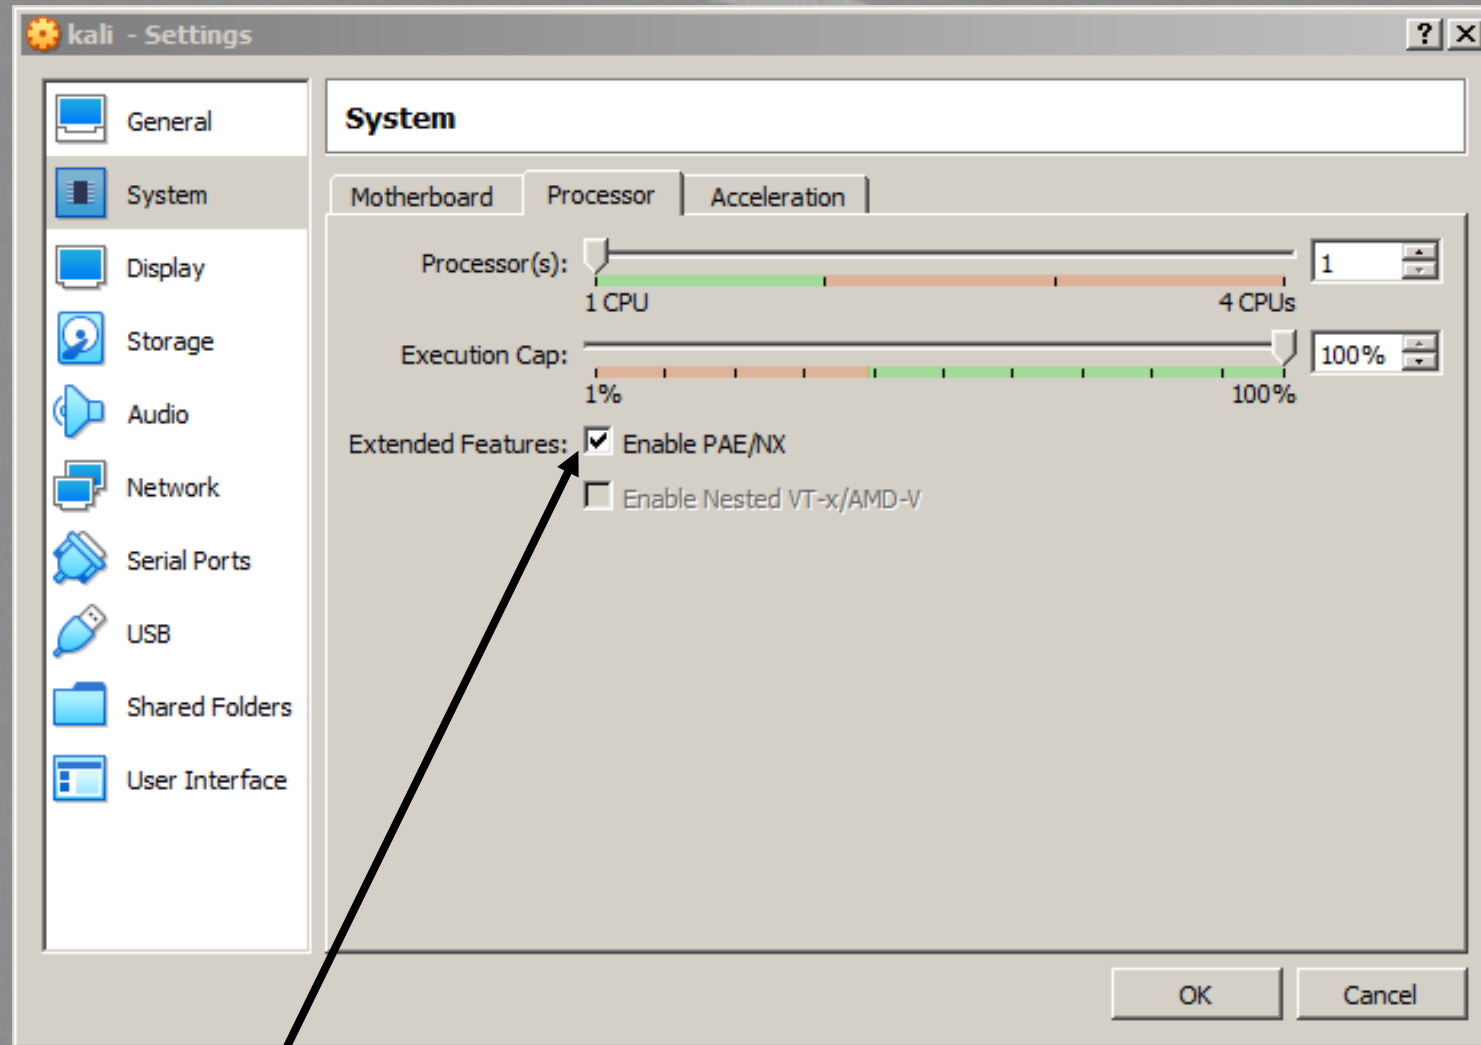 kali - Settings
?
General
System
Display
Storage
Audio
Network
Serial Ports
USB
Shared Folders
User Interface
System
Motherboard Processor Acceleration
Processor(s): 1
1 CPU 4 CPUs
Execution Cap: 100%
1% 100%
Extended Features: Enable PAE/NX
Enable Nested VT-x/AMD-V
OK Cancel